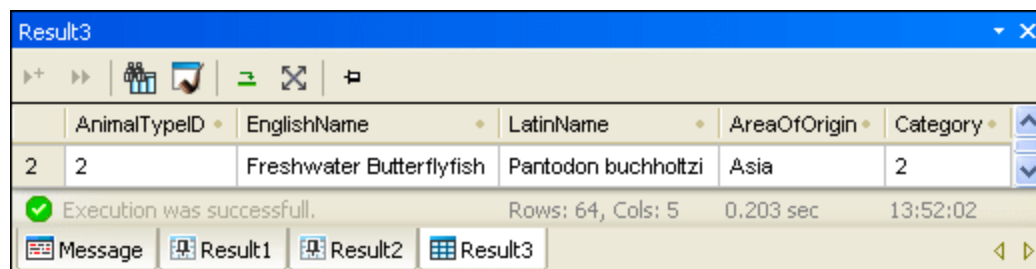 Result3
AnimalTypeID EnglishName LatinName AreaOfOrigin Category
2 2 Freshwater Butterflyfish Pantodon buchholtzi Asia 2
Execution was successfull. Rows: 64, Cols: 5 0.203 sec 13:52:02
Message Result1 Result2 Result3